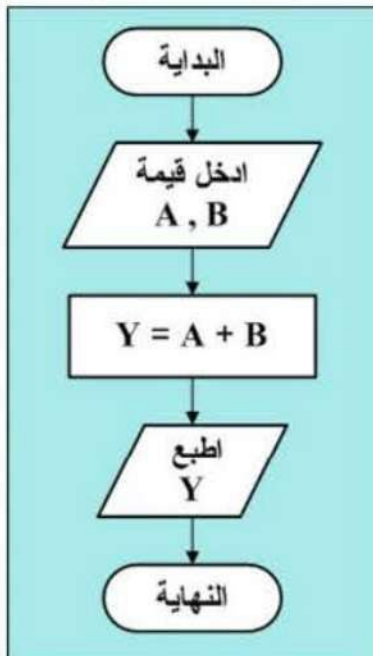 البداية
ادخل قيمة
A , B
Y = A + B
اطبع
Y
النهاية